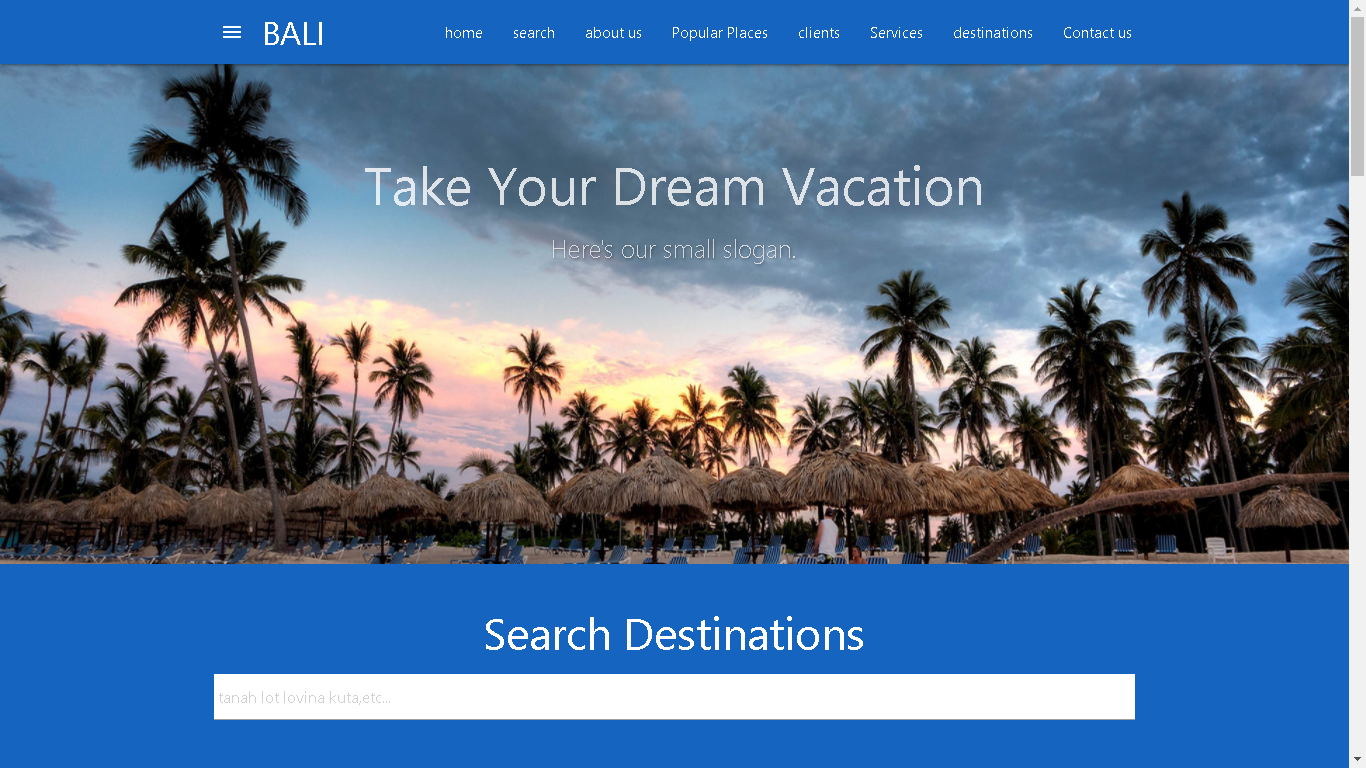 BALI
home search about us Popular Places clients Services destinations Contact us
Take Your Dream Vacation
Here's our small slogan.
Search Destinations
tanah lot lovina kuta,etc...